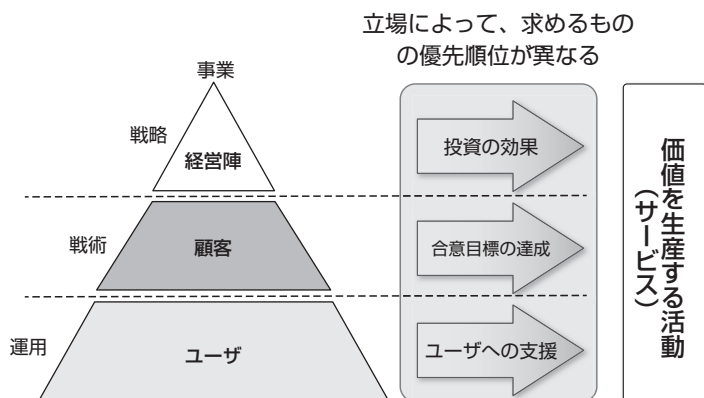 立場によって、求めるもの
の優先順位が異なる
事業
戦略
経営陣
投資の効果
戦術
顧客
合意目標の達成
運用
ユーザ
ユーザへの支援
価値を生産する活動
（サービス）